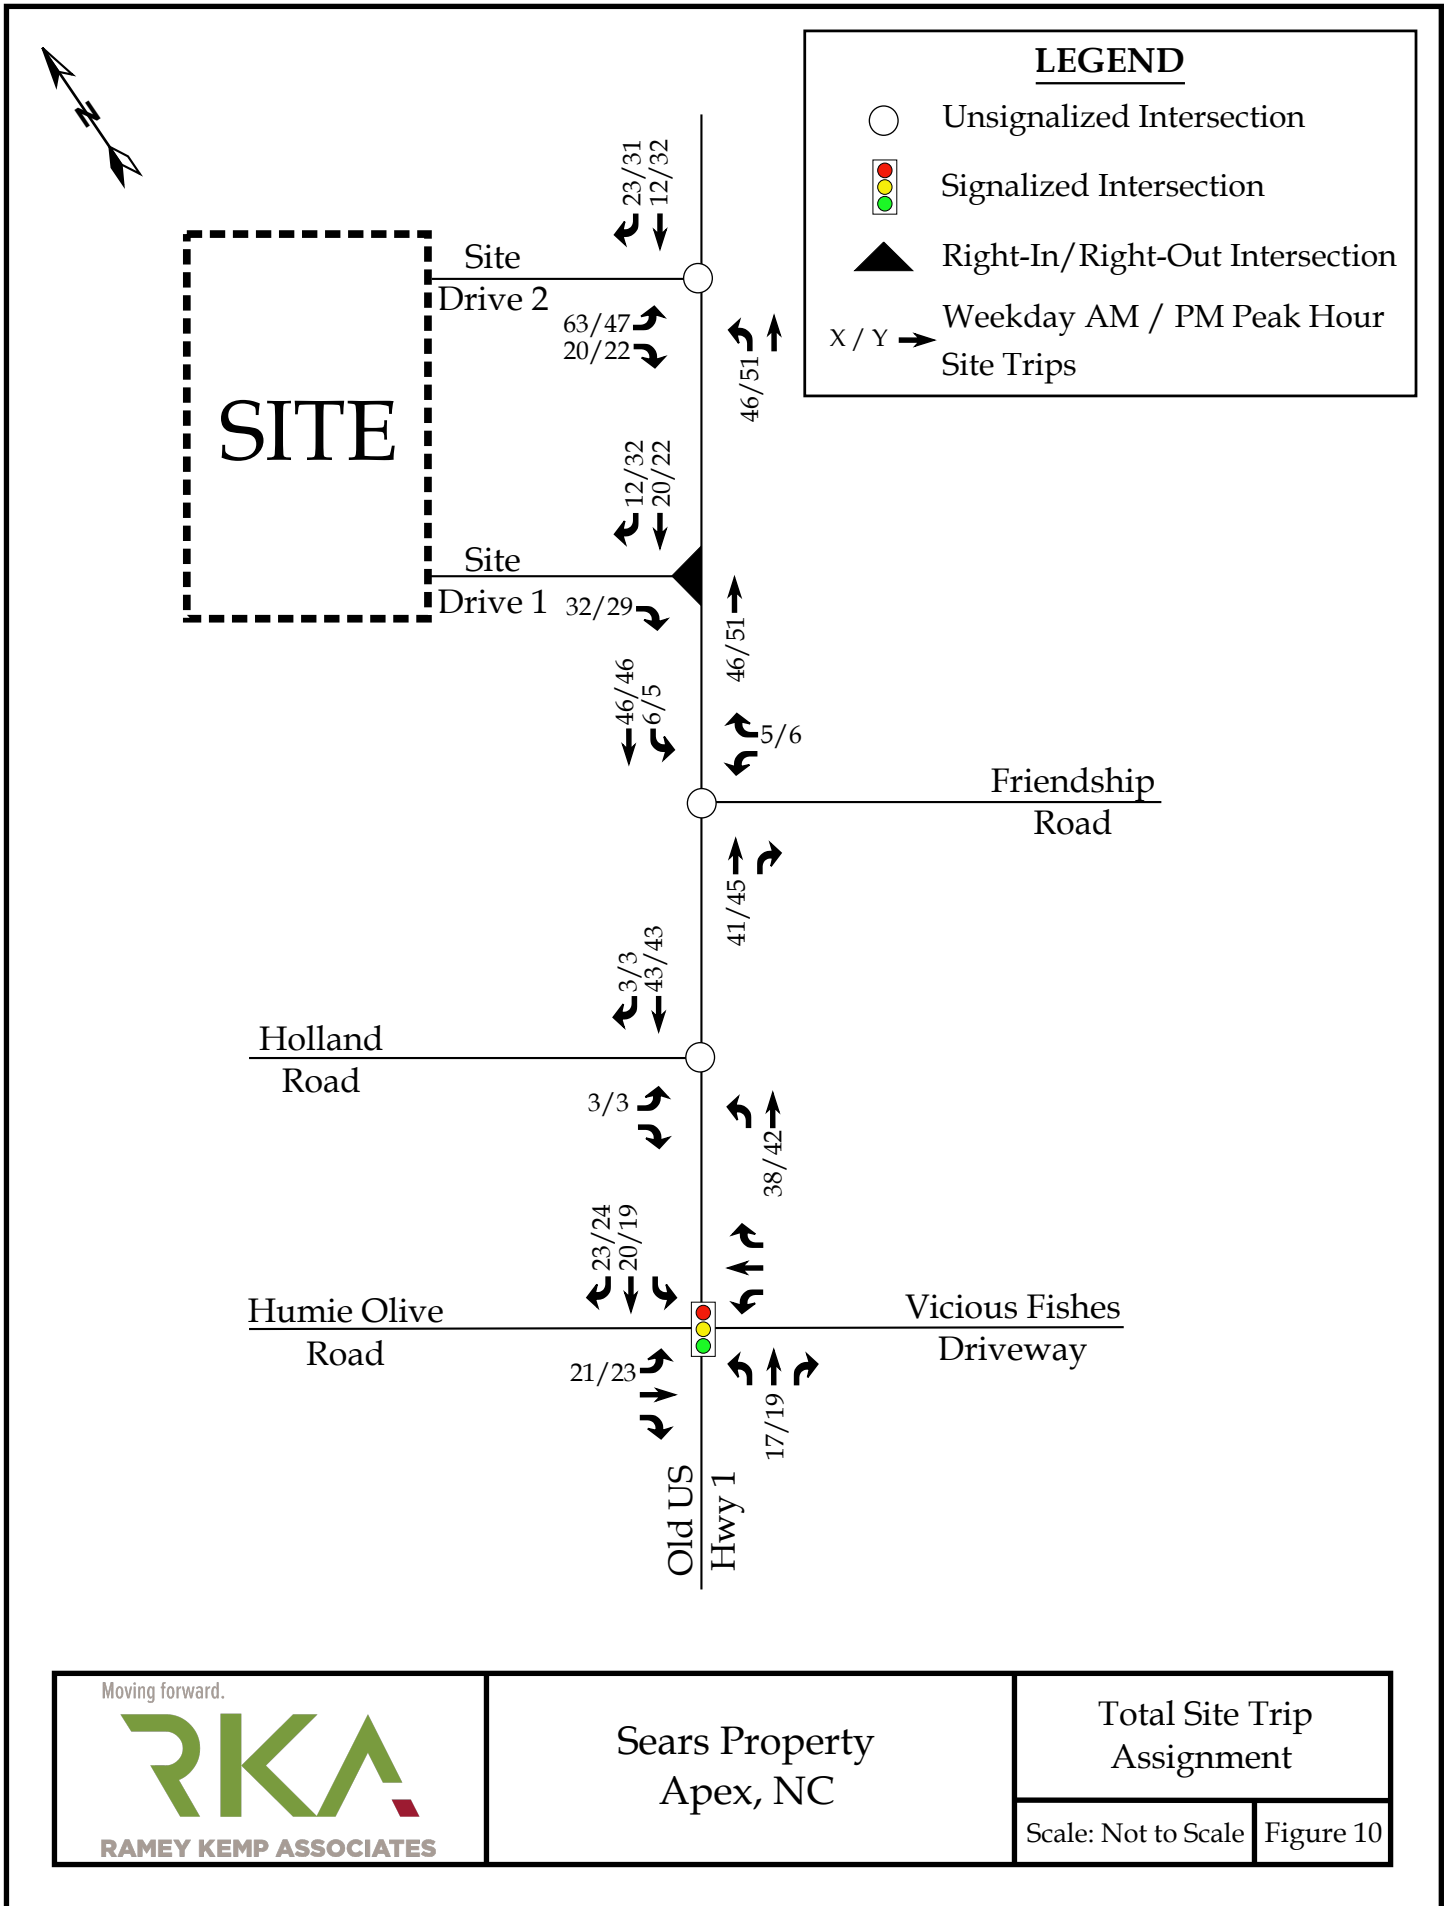 N
LEGEND
Unsignalized Intersection
Signalized Intersection
Right-In/Right-Out Intersection
X / Y
Weekday AM / PM Peak Hour
Site Trips
23/31
12/32
Site
Drive 2
63/47
20/22
46/51
SITE
12/32
20/22
Site
Drive 1
32/29
46/51
46/46
6/5
5/6
Friendship
Road
41/45
3/3
43/43
Holland
Road
3/3
38/42
23/24
20/19
Humie Olive
Road
Vicious Fishes
Driveway
21/23
17/19
Old US
Hwy 1
Moving forward.
RKA
RAMEY KEMP ASSOCIATES
Sears Property
Apex, NC
Total Site Trip
Assignment
Scale: Not to Scale
Figure 10